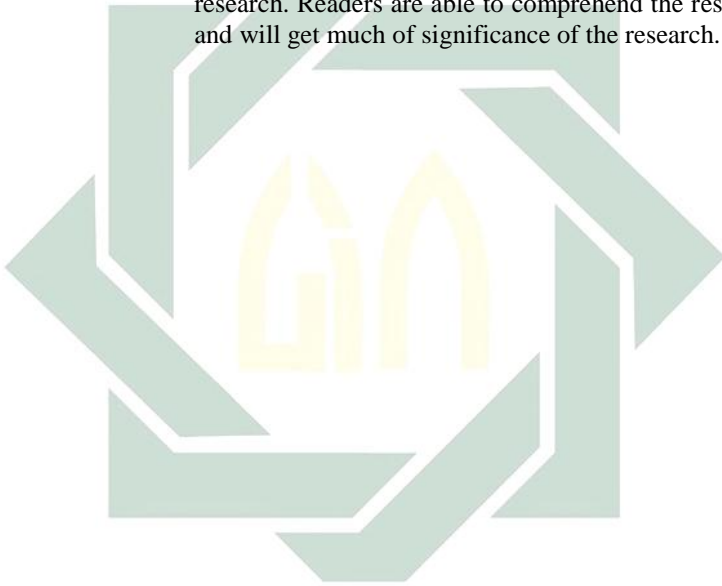 research. Readers are able to comprehend the res
and will get much of significance of the research.